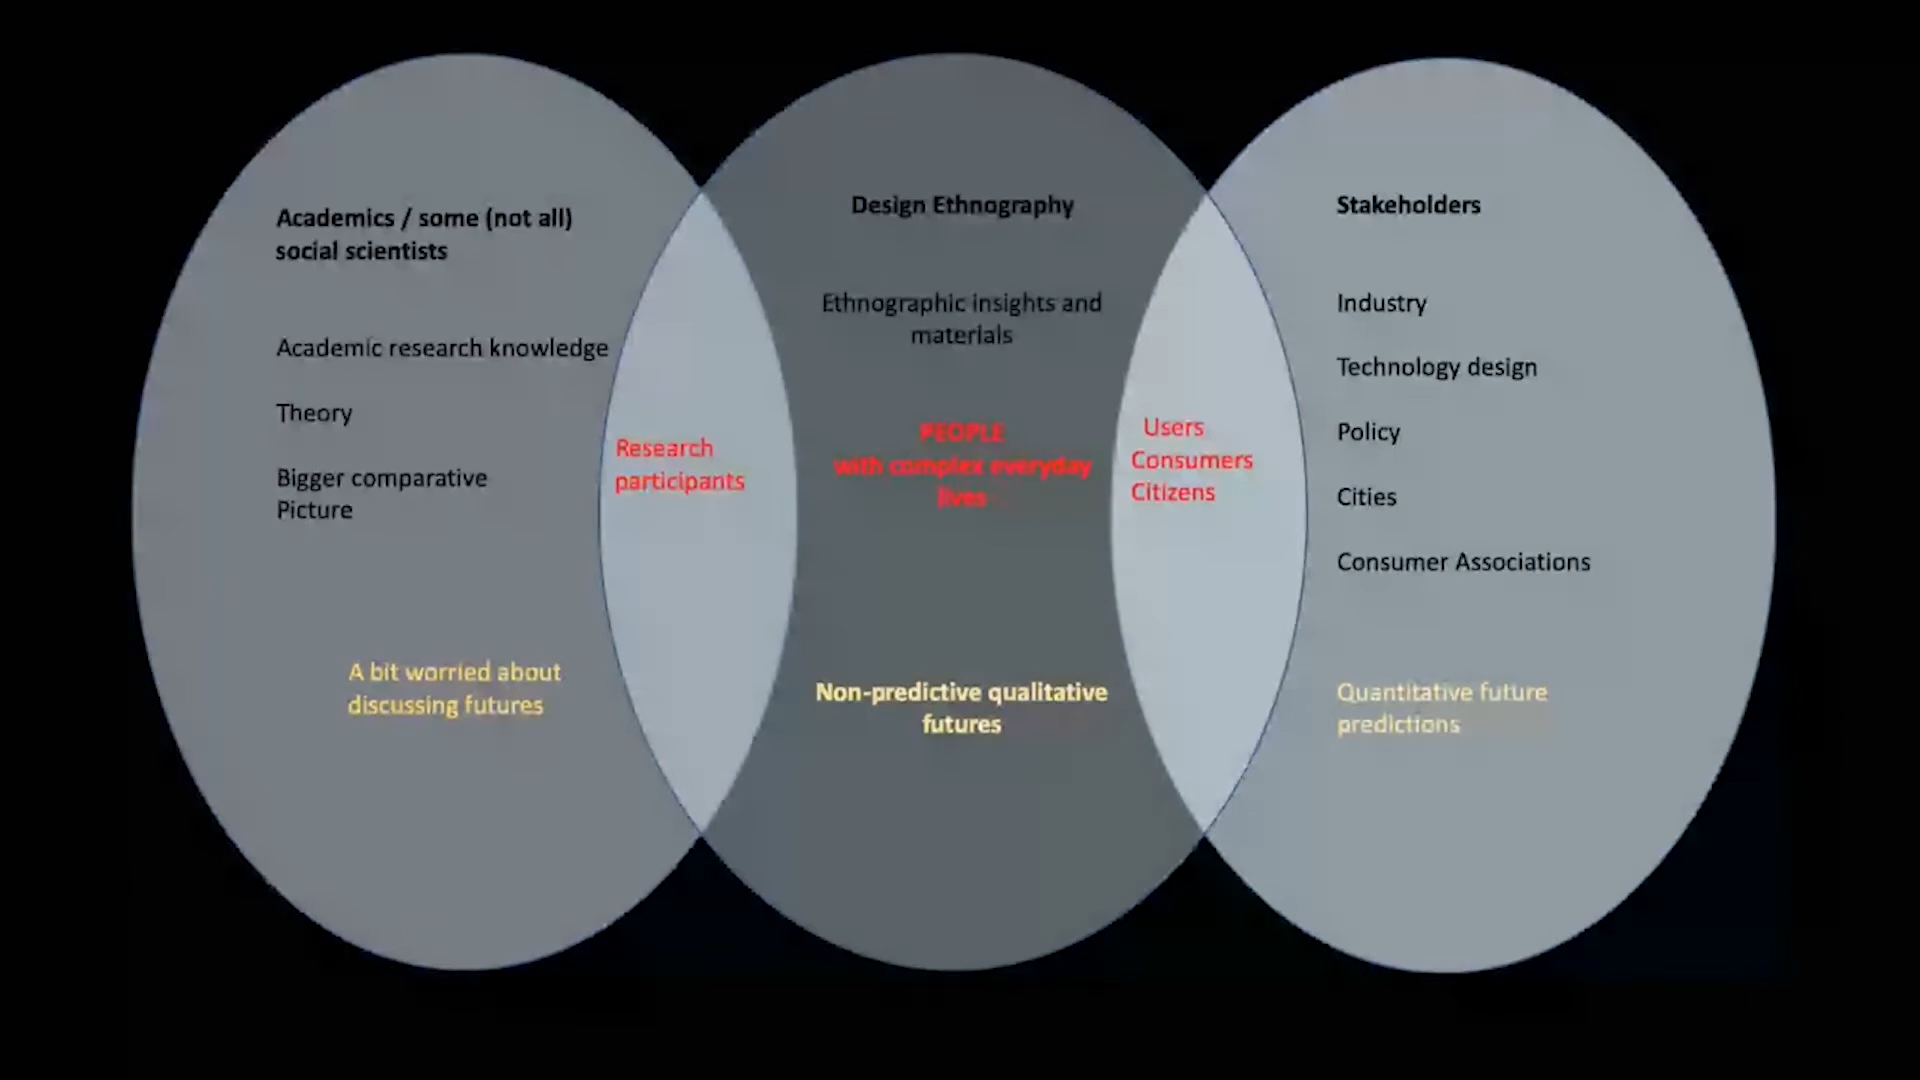 Academics / some (not all)
social scientists
Academic research knowledge
Theory
Bigger comparative
Picture
A bit worried about
discussing futures
Research
participants
Design Ethnography
Ethnographic insights and
materials
PEOPLE
with complex everyday
lives
Non-predictive qualitative
futures
Users
Consumers
Citizens
Stakeholders
Industry
Technology design
Policy
Cities
Consumer Associations
Quantitative future
predictions